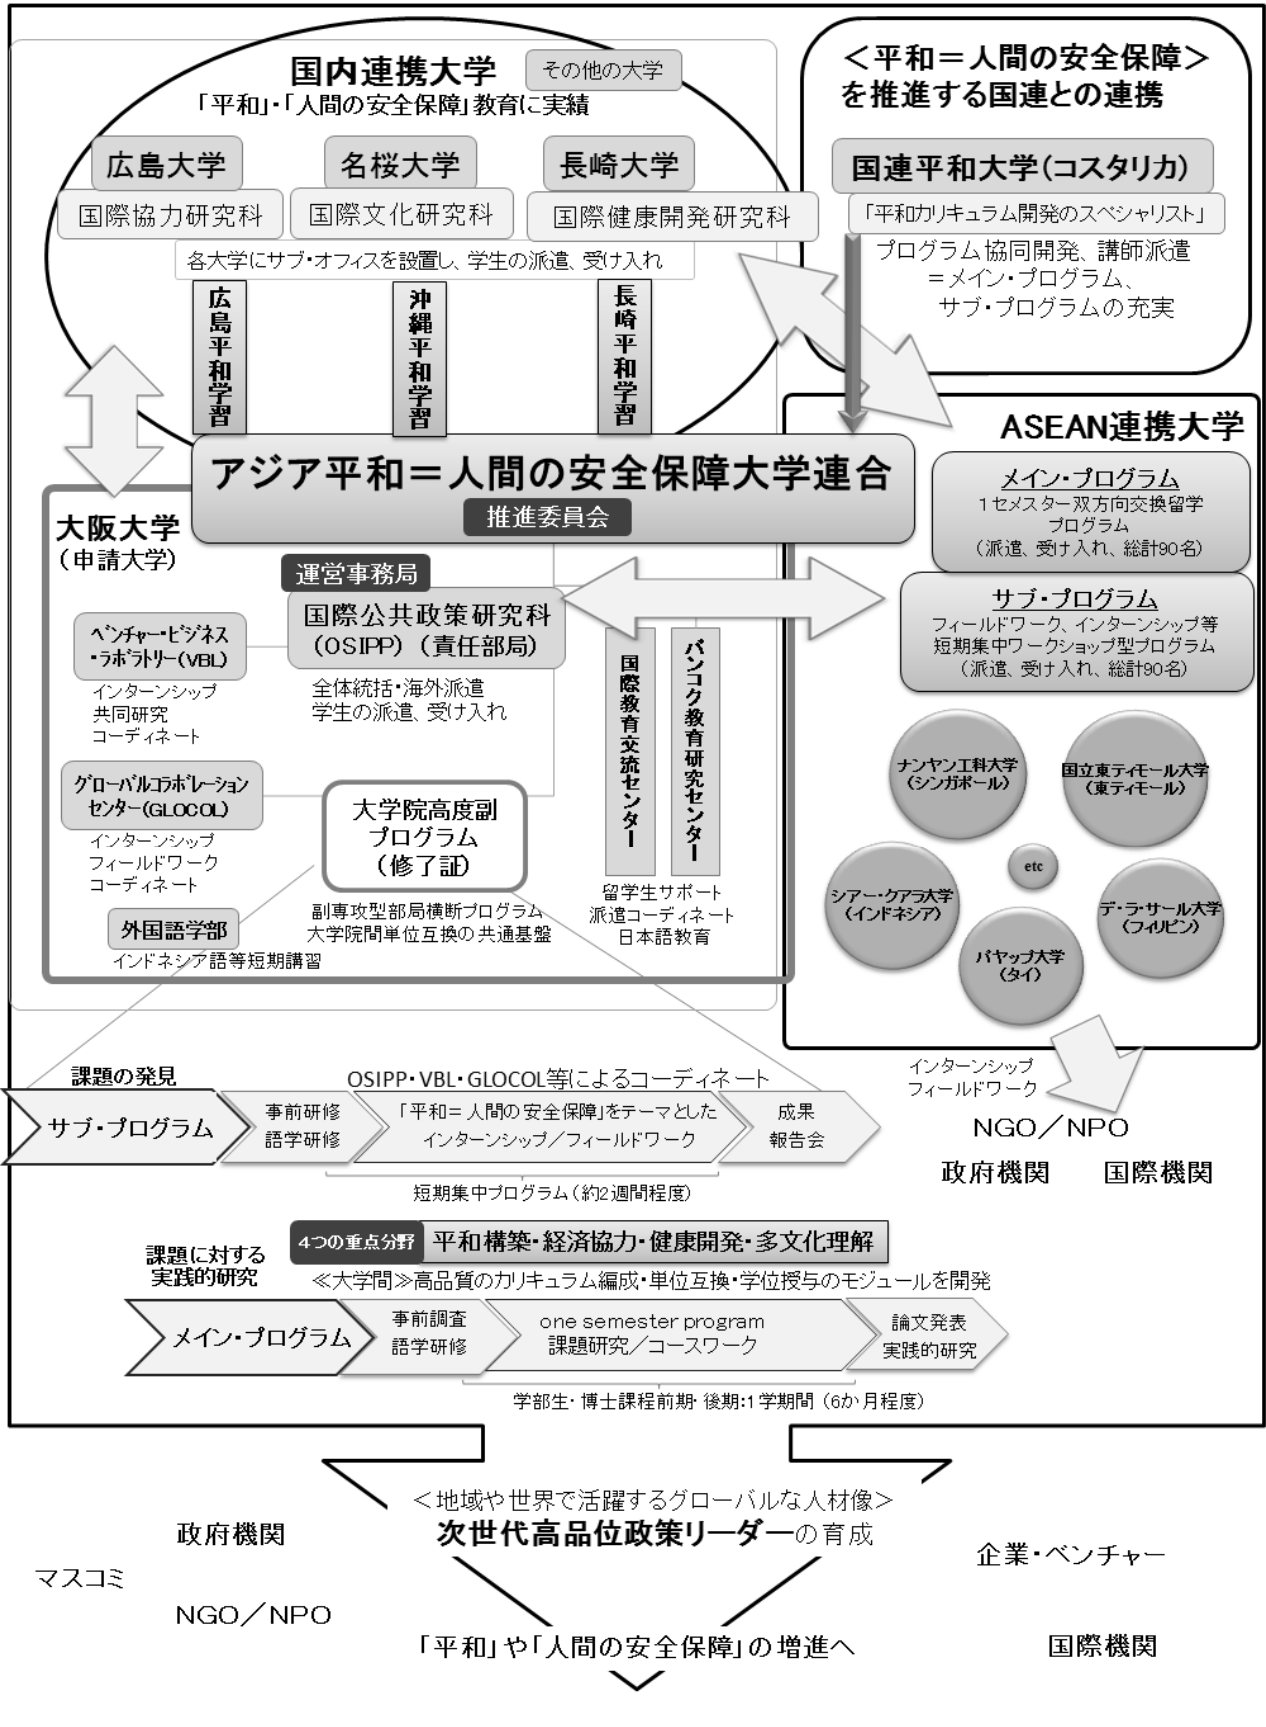 国内連携大学
その他の大学
「平和」・「人間の安全保障」教育に実績
広島大学
国際協力研究科
名桜大学
国際文化研究科
長崎大学
国際健康開発研究科
各大学にサブ・オフィスを設置し、学生の派遣、受け入れ
広島平和学習
沖縄平和学習
長崎平和学習
＜平和＝人間の安全保障＞
を推進する国連との連携
国連平和大学(コスタリカ)
「平和カリキュラム開発のスペシャリスト」
プログラム協同開発、講師派遣
＝メイン・プログラム、
サブ・プログラムの充実
アジア平和＝人間の安全保障大学連合
推進委員会
大阪大学
(申請大学)
運営事務局
国際公共政策研究科
(OSIPP) (責任部局)
全体統括・海外派遣
学生の派遣、受け入れ
ベンチャー・ビジネス
・ラボラトリー(VBL)
インターンシップ
共同研究
コーディネート
グローバルコラボレーション
センター(GLOCOL)
インターンシップ
フィールドワーク
コーディネート
外国語学部
インドネシア語等短期講習
大学院高度副
プログラム
(修了証)
副専攻型部局横断プログラム
大学院間単位互換の共通基盤
国際教育交流センター
バンコク教育研究センター
留学生サポート
派遣コーディネート
日本語教育
ASEAN連携大学
メイン・プログラム
１セメスター双方向交換留学
プログラム
(派遣、受け入れ、総計90名)
サブ・プログラム
フィールドワーク、インターンシップ等
短期集中ワークショップ型プログラム
(派遣、受け入れ、総計90名)
ナンヤン工科大学
(シンガポール)
国立東ティモール大学
(東ティモール)
etc
シアー・クアラ大学
(インドネシア)
デ・ラ・サール大学
(フィリピン)
パヤップ大学
(タイ)
インターンシップ
フィールドワーク
NGO／NPO
政府機関
国際機関
課題の発見
OSIPP・VBL・GLOCOL等によるコーディネート
サブ・プログラム
事前研修
語学研修
「平和=人間の安全保障」をテーマとした
インターンシップ／フィールドワーク
成果
報告会
短期集中プログラム(約2週間程度)
4つの重点分野
平和構築・経済協力・健康開発・多文化理解
課題に対する
実践的研究
≪大学間≫高品質のカリキュラム編成・単位互換・学位授与のモジュールを開発
メイン・プログラム
事前調査
語学研修
one semester program
課題研究／コースワーク
論文発表
実践的研究
学部生・博士課程前期・後期:1学期間 (6か月程度)
＜地域や世界で活躍するグローバルな人材像＞
次世代高品位政策リーダーの育成
政府機関
企業・ベンチャー
マスコミ
NGO／NPO
「平和」や「人間の安全保障」の増進へ
国際機関